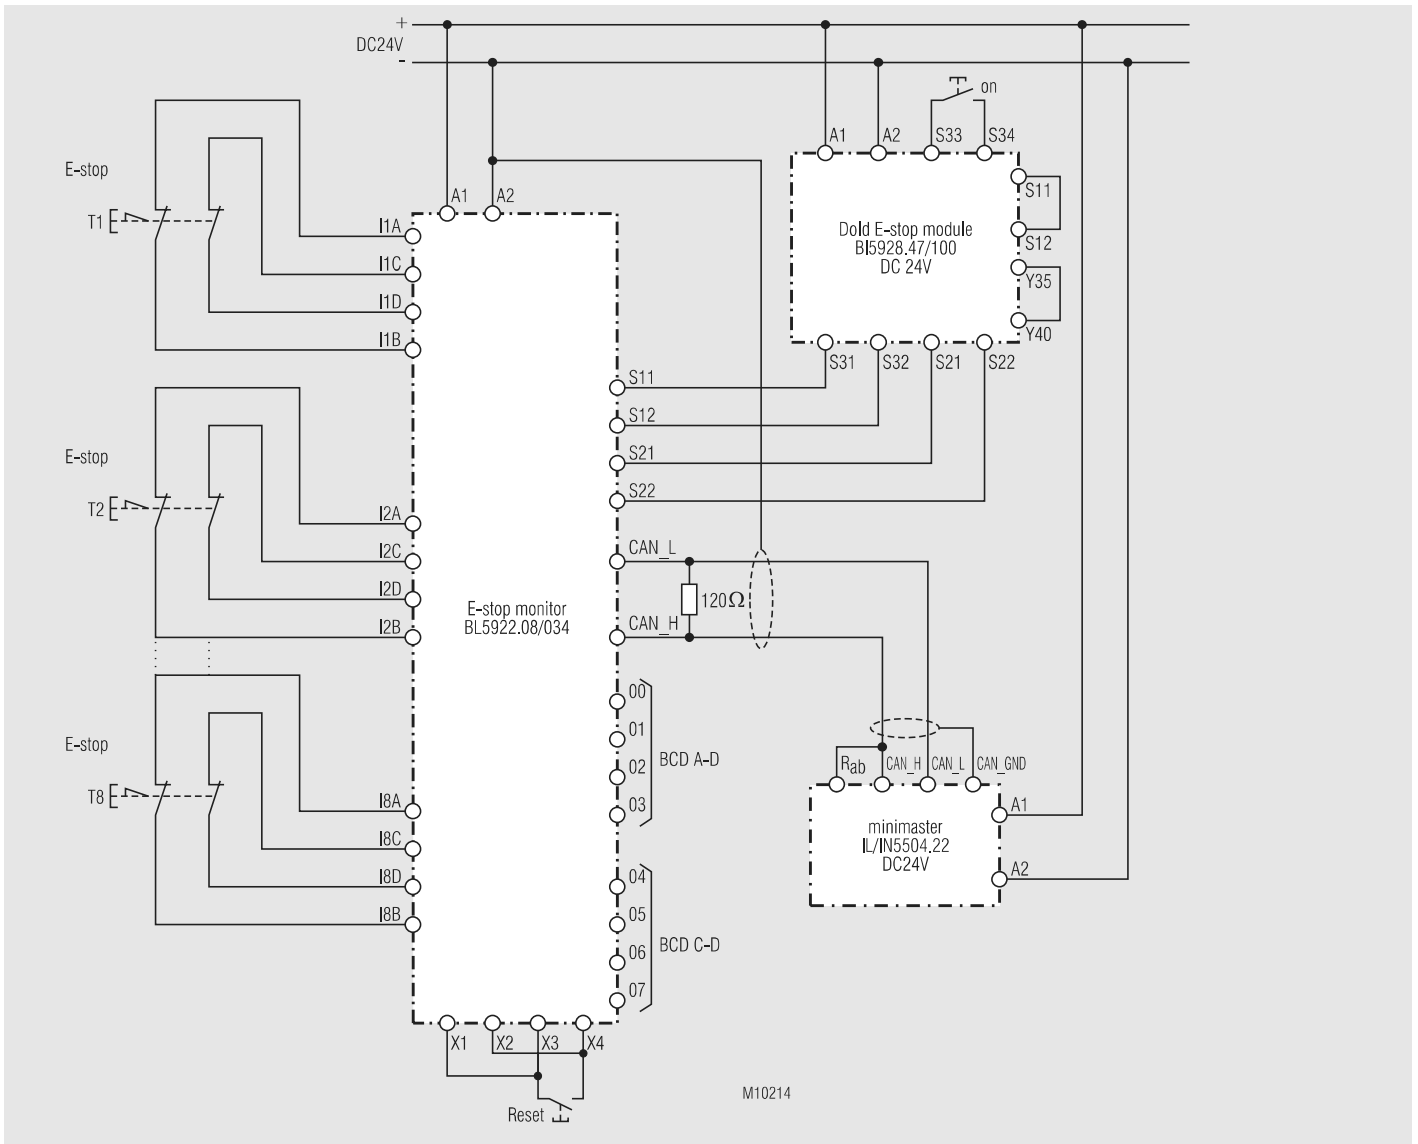 +
DC24V
-
on
A1
A2
S33
S34
S11
S12
Y35
Y40
Dold E-stop module
BI5928.47/100
DC 24V
S31
S32
S21
S22
E-stop
T1
A1
A2
I1A
I1C
I1D
I1B
S11
S12
S21
S22
E-stop
T2
I2A
I2C
I2D
I2B
CAN_L
120Ω
CAN_H
E-stop monitor
BL5922.08/034
00
01
02
03
BCD A-D
E-stop
T8
I8A
I8C
I8D
I8B
04
05
06
07
BCD C-D
Rab
CAN_H
CAN_L
CAN_GND
A1
A2
minimaster
IL/IN5504.22
DC24V
X1
X2
X3
X4
Reset
M10214